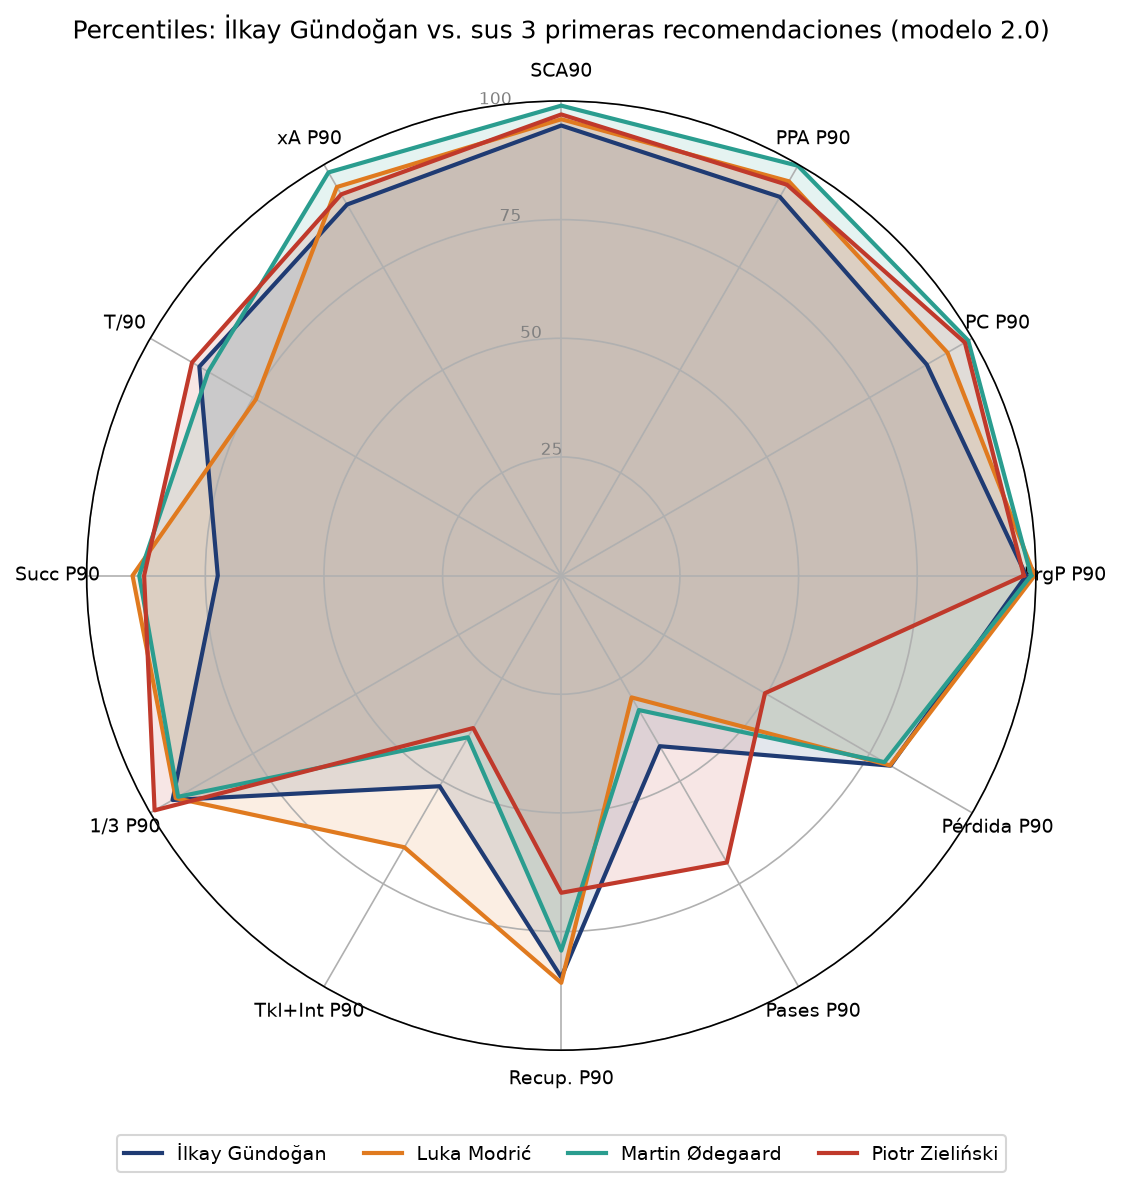 Percentiles: İlkay Gündoğan vs. sus 3 primeras recomendaciones (modelo 2.0)
SCA90
100
xA P90
PPA P90
75
T/90
PC P90
50
25
Succ P90
rgP P90
1/3 P90
Pérdida P90
Tkl+Int P90
Pases P90
Recup. P90
İlkay Gündoğan
Luka Modrić
Martin Ødegaard
Piotr Zieliński